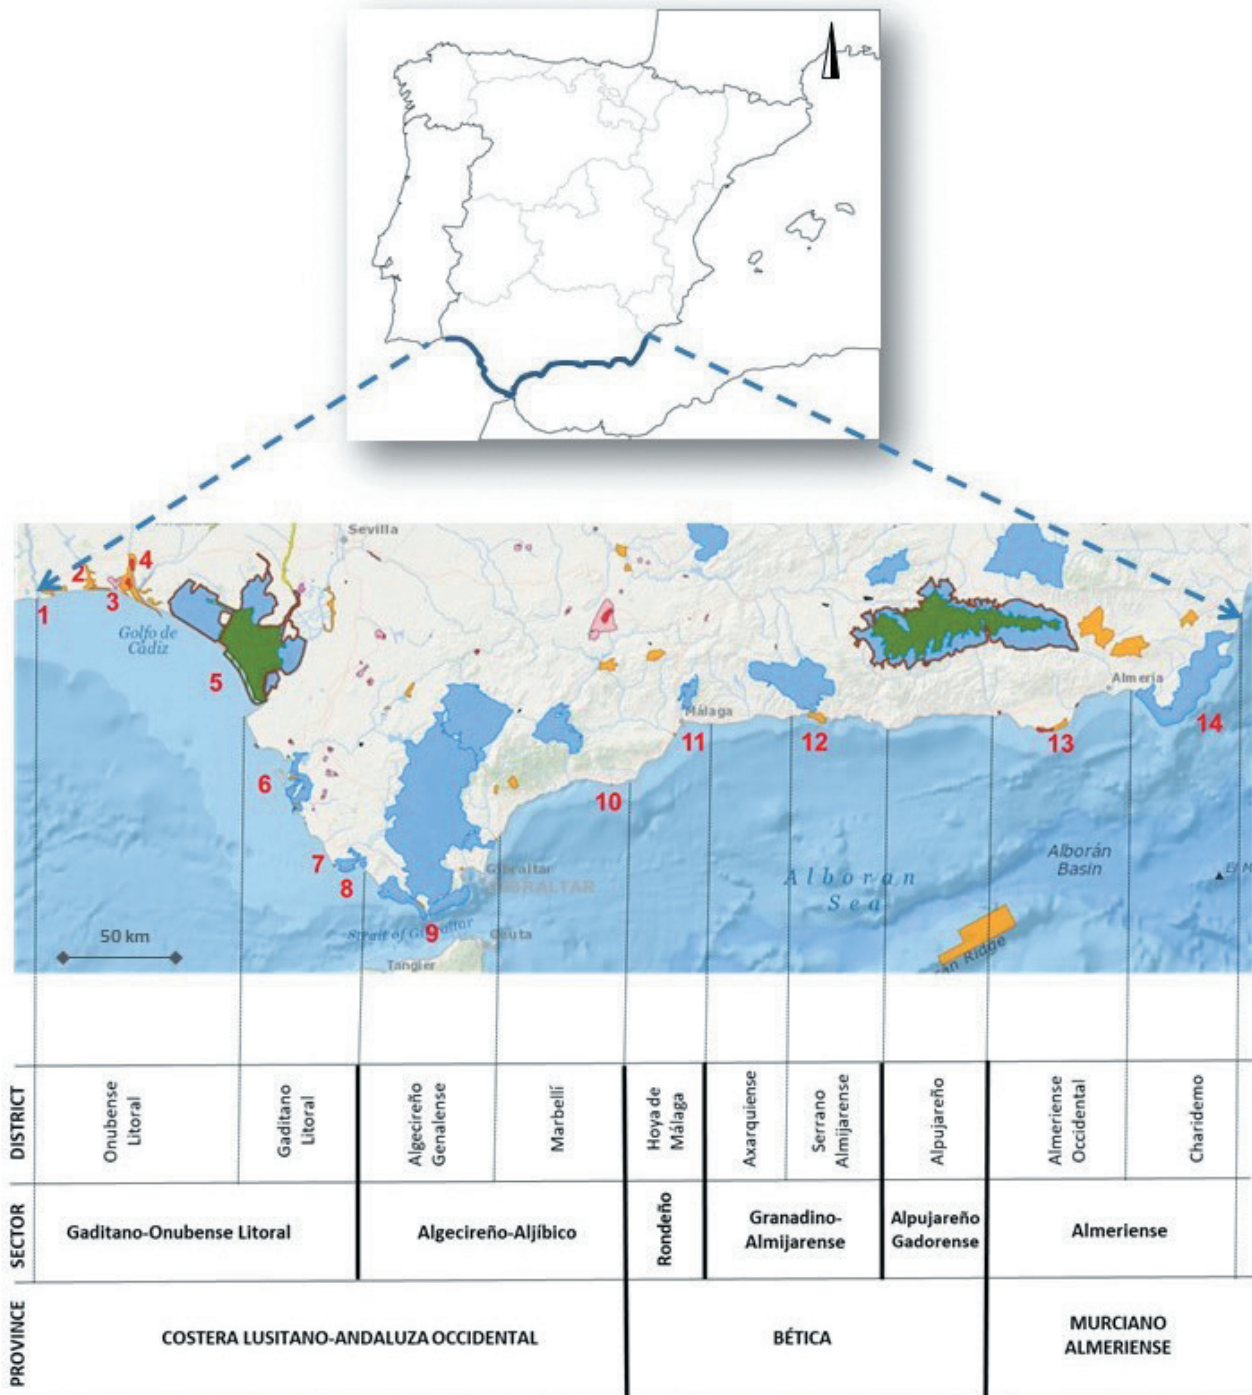 Sevilla
4
2
3
1
Golfo de
Cádiz
5
Almería
Málaga
14
11
12
13
6
10
7
8
Gibraltar
GIBRALTAR
Alborán
Basin
Alboran
Sea
9
Strait of Gibraltar
Ceuta
50 km
Tangier
Ridge
DISTRICT
Onubense
Litoral
Gaditano
Litoral
Algecireño
Genalense
Marbellí
Hoya de
Málaga
Axarquiense
Serrano
Almijarense
Alpujareño
Almeriense
Occidental
Charidemo
SECTOR
Gaditano-Onubense Litoral
Algecireño-Aljíbico
Rondeño
Granadino-
Almijarense
Alpujareño
Gadorense
Almeriense
PROVINCE
COSTERA LUSITANO-ANDALUZA OCCIDENTAL
BÉTICA
MURCIANO
ALMERIENSE